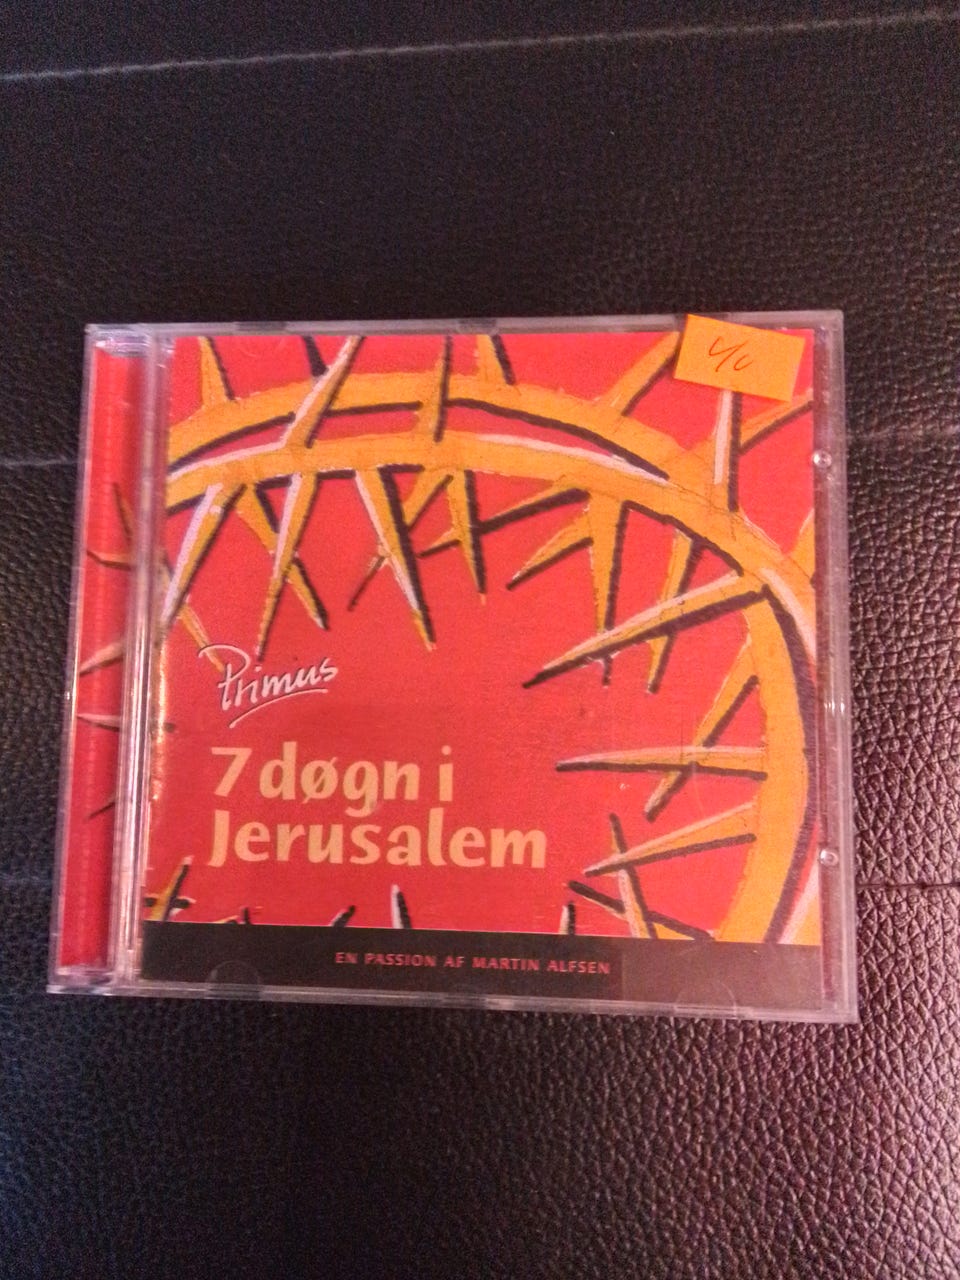 Primus
7 døgn i
Jerusalem
EN PASSION AF MARTIN ALFSEN